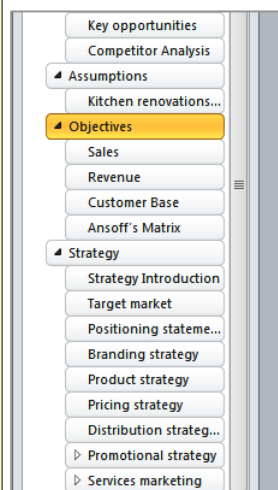 Key opportunities
Competitor Analysis
Assumptions
Kitchen renovations...
Objectives
Sales
Revenue
Customer Base
Ansoff's Matrix
Strategy
Strategy Introduction
Target market
Positioning stateme...
Branding strategy
Product strategy
Pricing strategy
Distribution strateg...
Promotional strategy
Services marketing